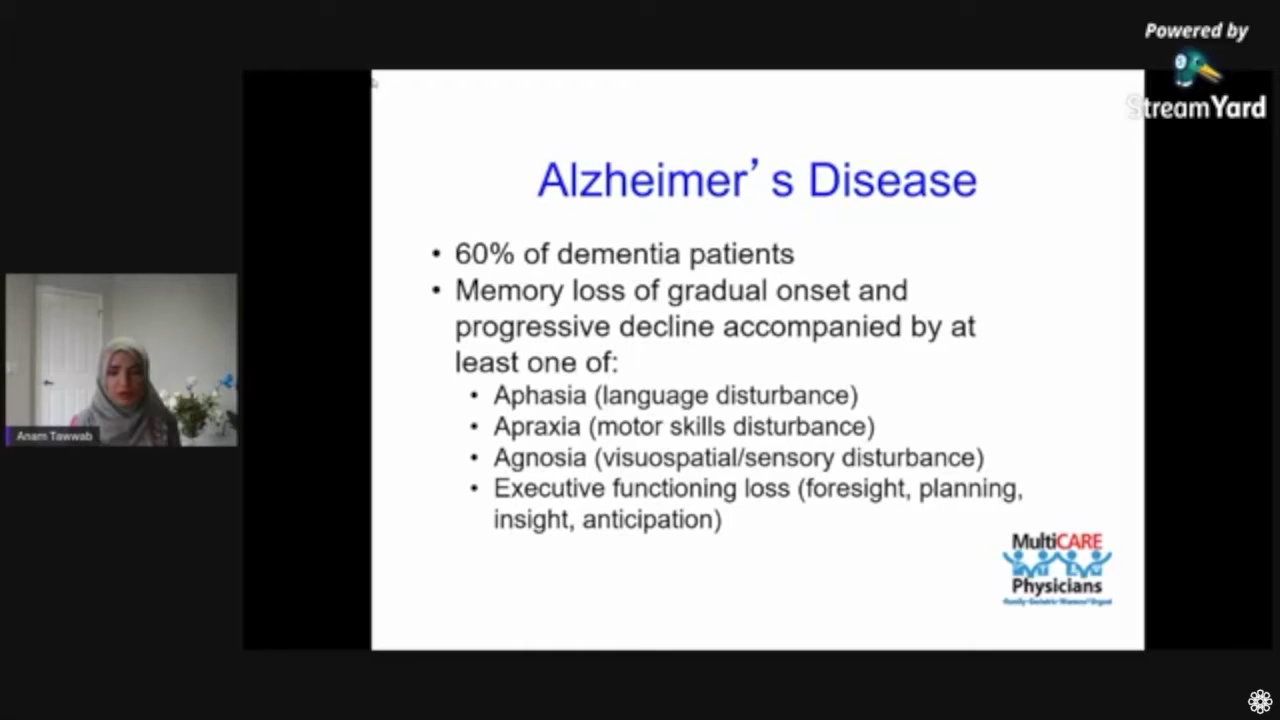 Powered by
StreamYard
Alzheimer’s Disease
• 60% of dementia patients
• Memory loss of gradual onset and
progressive decline accompanied by at
least one of:
• Aphasia (language disturbance)
• Apraxia (motor skills disturbance)
• Agnosia (visuospatial/sensory disturbance)
• Executive functioning loss (foresight, planning,
insight, anticipation)
Anam Tawwab
MultiCARE
Physicians